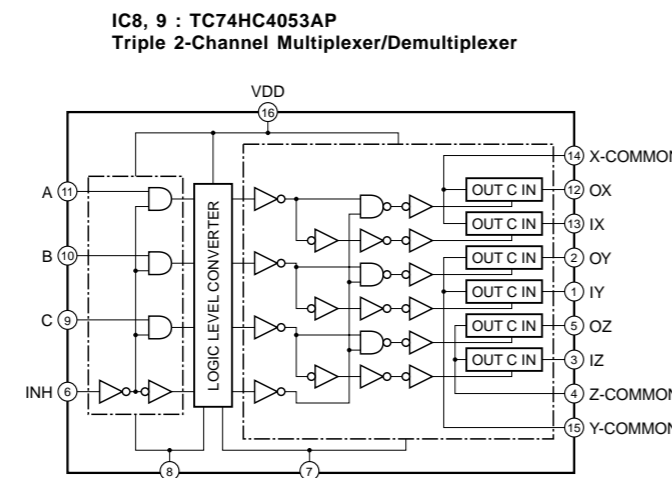 IC8, 9 : TC74HC4053AP
Triple 2-Channel Multiplexer/Demultiplexer
VDD
16
14 X-COMMON
A 11
OUT C IN 12 OX
OUT C IN 13 IX
B 10
OUT C IN 2 OY
LOGIC LEVEL CONVERTER
OUT C IN 1 IY
C 9
OUT C IN 5 OZ
OUT C IN 3 IZ
INH 6
4 Z-COMMON
15 Y-COMMON
8
7